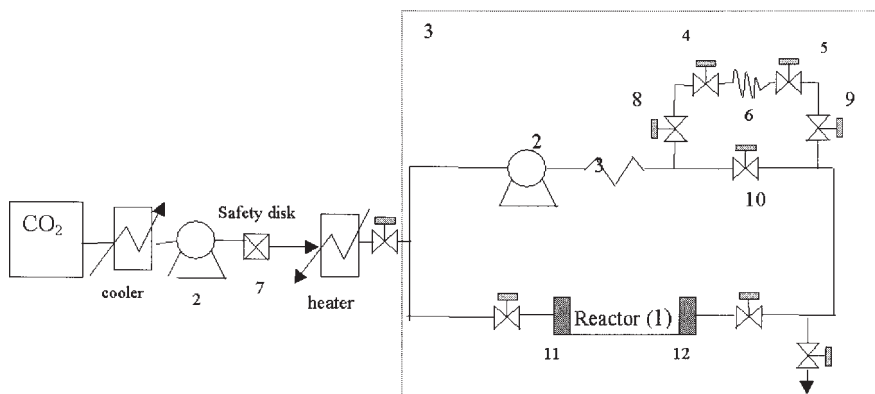 3
4
5
8
6
9
2
3
10
CO2
Safety disk
cooler
2
7
heater
Reactor (1)
11
12